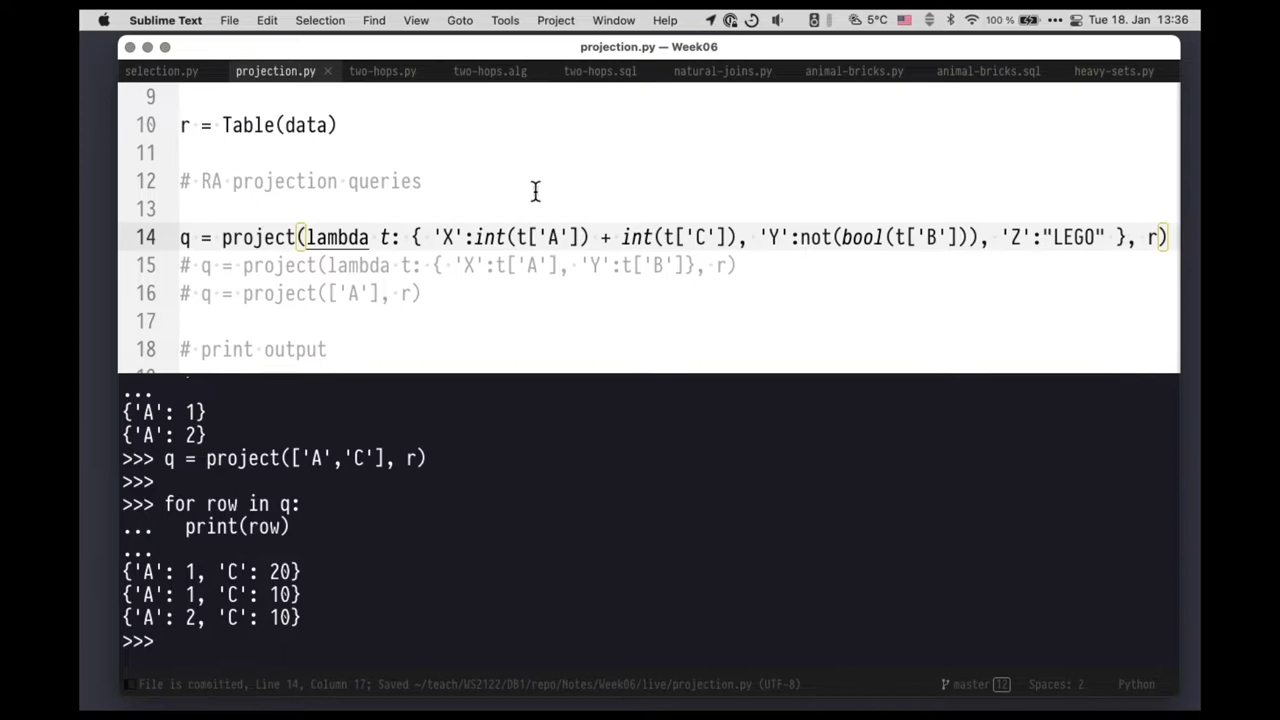 Sublime Text File Edit Selection Find View Goto Tools Project Window Help 5°C 100 % Tue 18. Jan 13:36
projection.py — Week06
selection.py projection.py × two-hops.py two-hops.alg two-hops.sql natural-joins.py animal-bricks.py animal-bricks.sql heavy-sets.py
9
10 r = Table(data)
11
12 # RA projection queries
13
14 q = project(lambda t: { 'X':int(t['A']) + int(t['C']), 'Y':not(bool(t['B'])), 'Z':"LEGO" }, r)
15 # q = project(lambda t: { 'X':t['A'], 'Y':t['B']}, r)
16 # q = project(['A'], r)
17
18 # print output
...
{'A': 1}
{'A': 2}
>>> q = project(['A','C'], r)
>>>
>>> for row in q:
... print(row)
...
{'A': 1, 'C': 20}
{'A': 1, 'C': 10}
{'A': 2, 'C': 10}
>>>
File is comoitted, Line 14, Column 17; Saved ~/teach/WS2122/DB1/repo/Notes/Week06/live/projection.py (UTF-8) master 12 Spaces: 2 Python